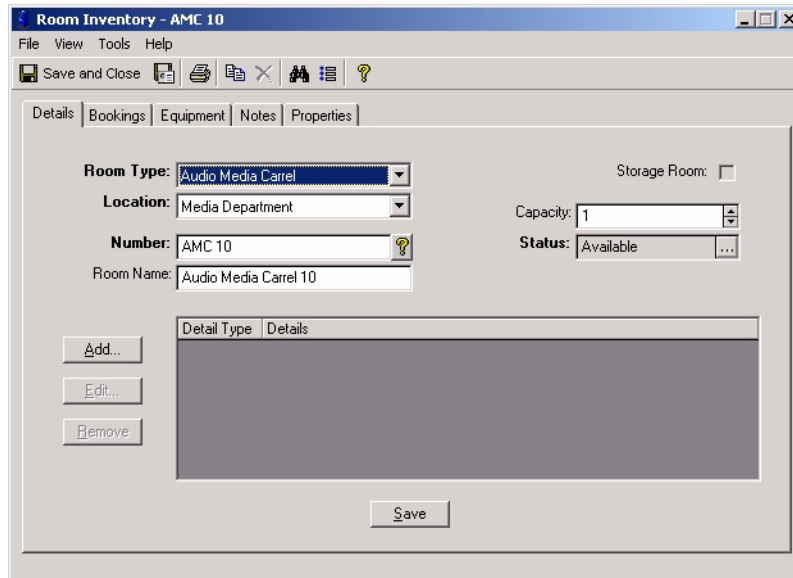 Room Inventory - AMC 10
File View Tools Help
Save and Close
Details Bookings Equipment Notes Properties
Room Type: Audio Media Carrel Storage Room:
Location: Media Department
Capacity: 1
Number: AMC 10 Status: Available ...
Room Name: Audio Media Carrel 10
Detail Type Details
Add...
Edit...
Remove
Save